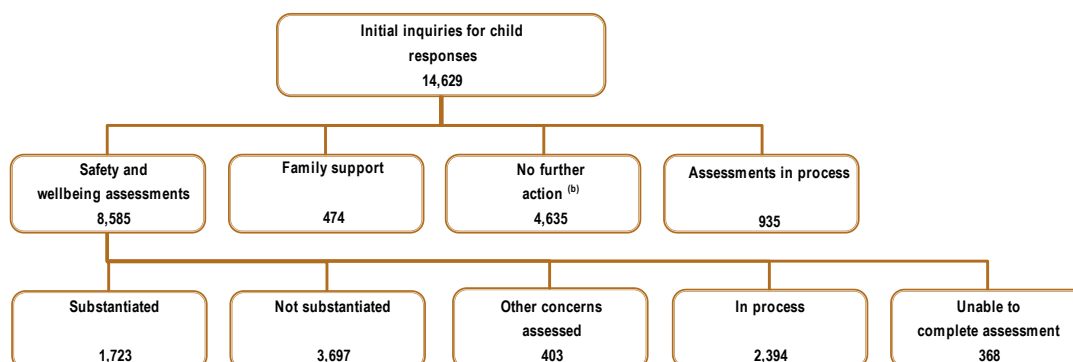 Initial inquiries for child
responses
14,629
Safety and
wellbeing assessments
8,585
Family support
474
No further
action (b)
4,635
Assessments in process
935
Substantiated
1,723
Not substantiated
3,697
Other concerns
assessed
403
In process
2,394
Unable to
complete assessment
368